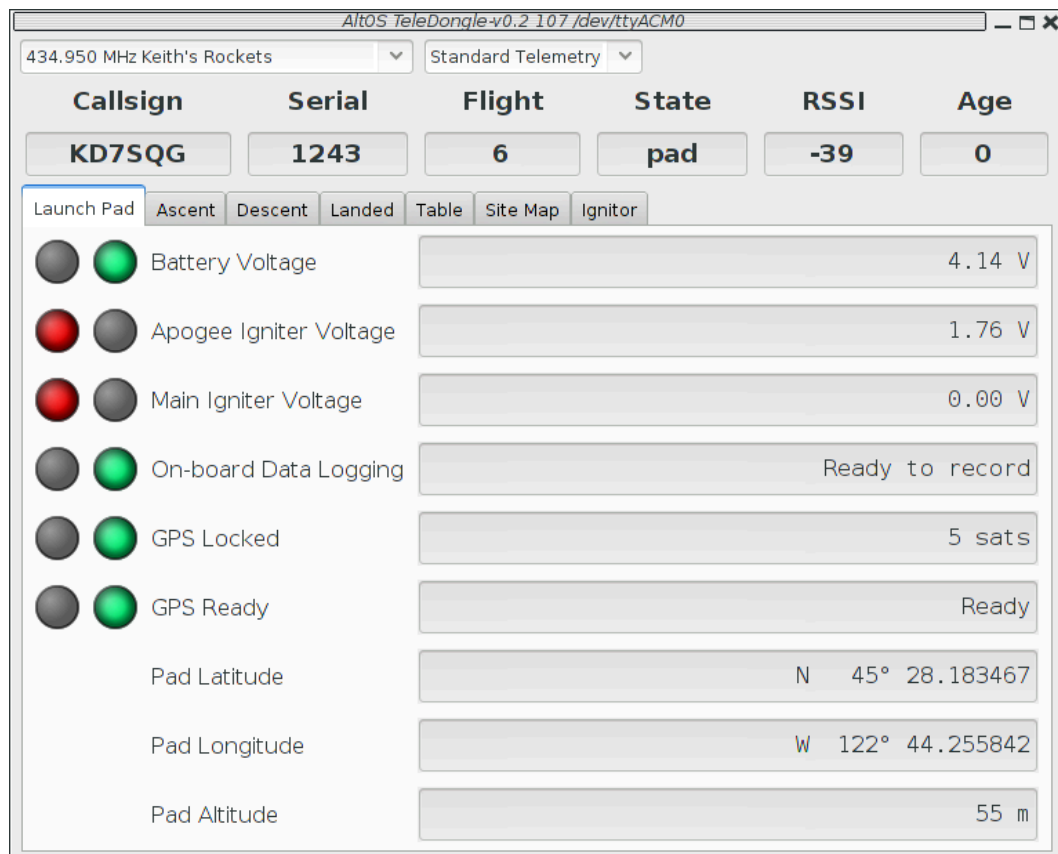 AltOS TeleDongle-v0.2 107 /dev/ttyACM0
434.950 MHz Keith's Rockets Standard Telemetry
Callsign Serial Flight State RSSI Age
KD7SQG 1243 6 pad -39 0
Launch Pad Ascent Descent Landed Table Site Map Ignitor
Battery Voltage 4.14 V
Apogee Igniter Voltage 1.76 V
Main Igniter Voltage 0.00 V
On-board Data Logging Ready to record
GPS Locked 5 sats
GPS Ready Ready
Pad Latitude N 45° 28.183467
Pad Longitude W 122° 44.255842
Pad Altitude 55 m